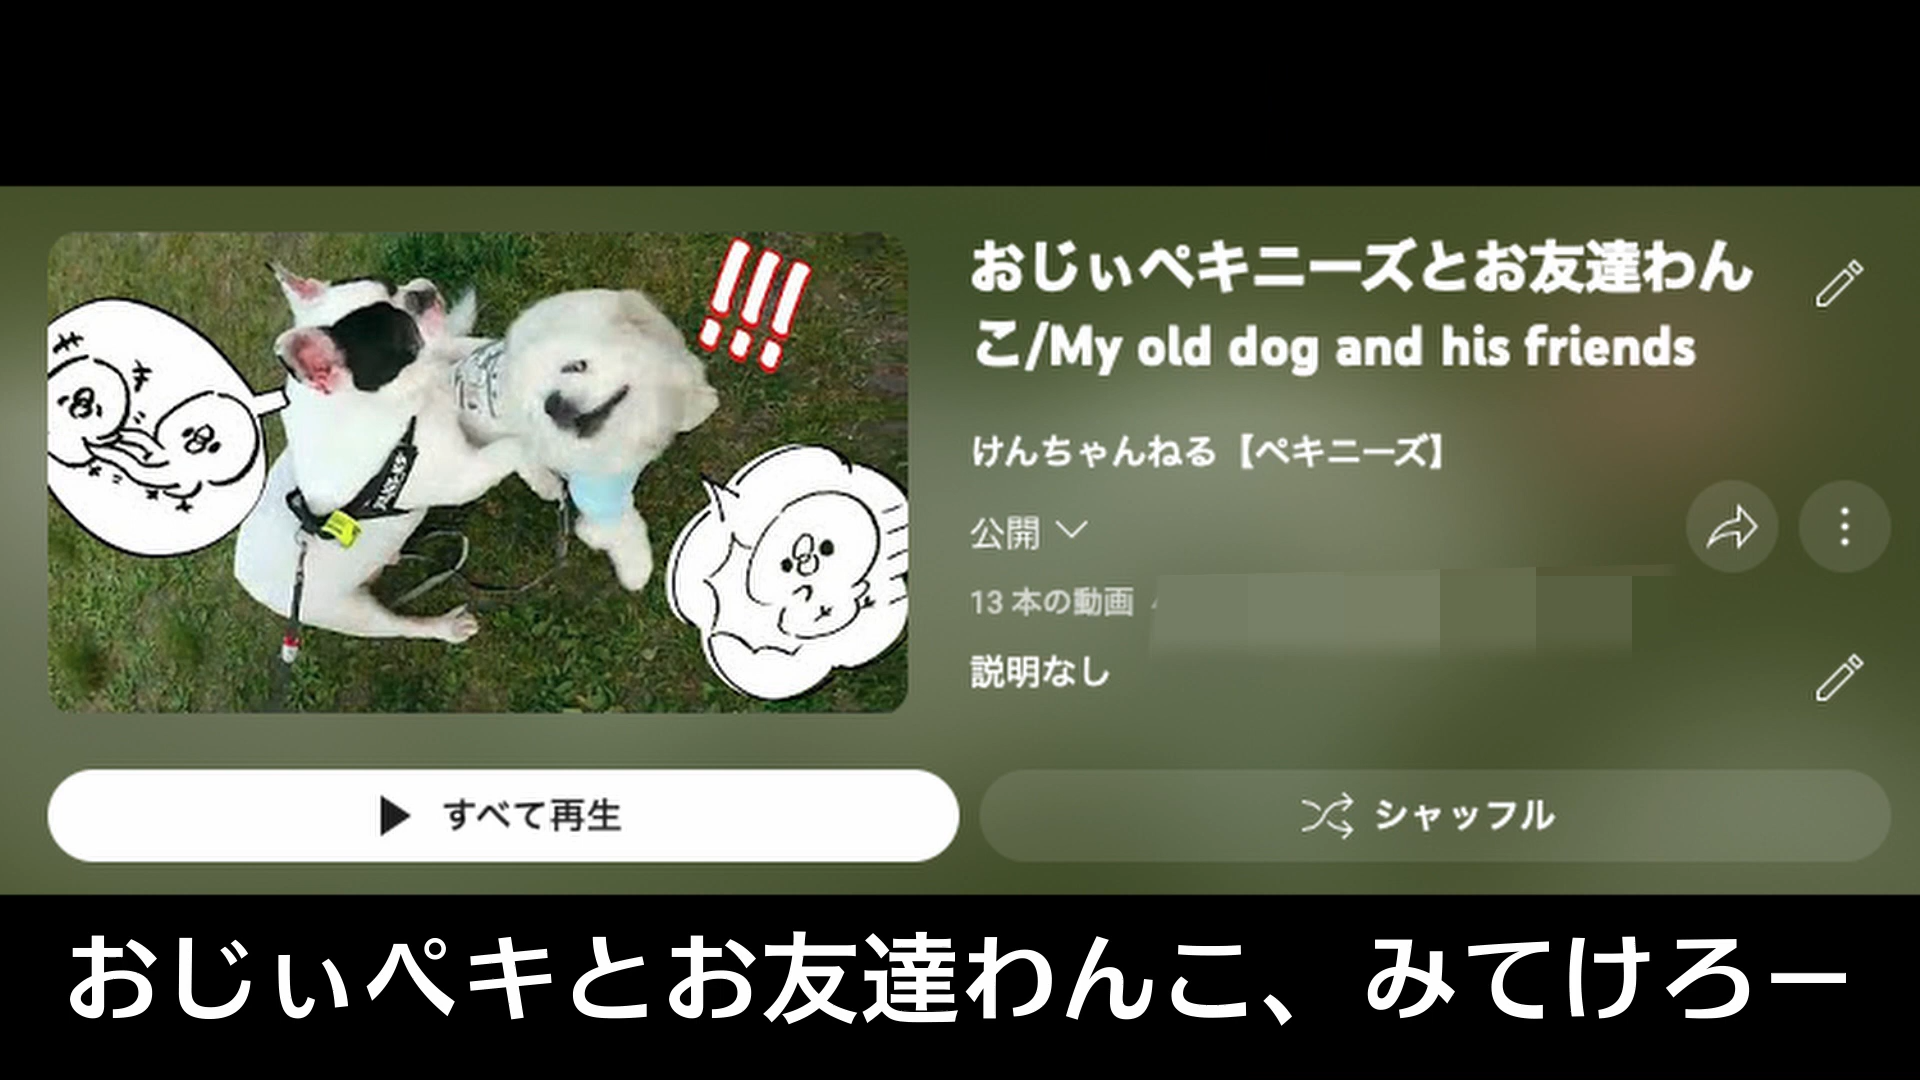 !!!
おじぃペキニーズとお友達わん
こ/My old dog and his friends
けんちゃんねる【ペキニーズ】
公開
13 本の動画
説明なし
すべて再生
シャッフル
おじぃペキとお友達わんこ、みてけろー